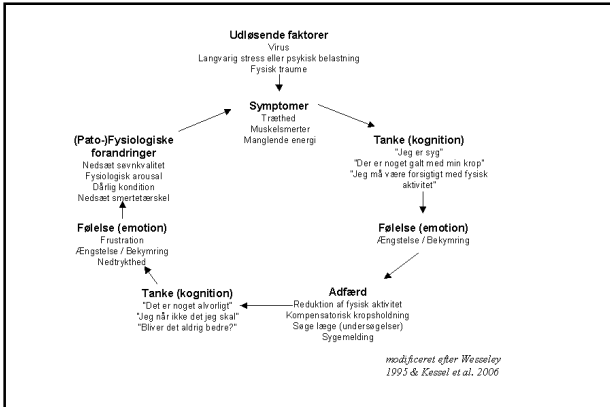 Udløsende faktorer
Virus
Langvarig stress eller psykisk belastning
Fysisk traume
Symptomer
Træthed
Muskelsmerter
Manglende energi
Tanke (kognition)
"Jeg er syg"
"Der er noget galt med min krop"
"Jeg må være forsigtigt med fysisk
aktivitet"
Følelse (emotion)
Ængstelse / Bekymring
Adfærd
Reduktion af fysisk aktivitet
Kompensatorisk kropsholdning
Søge læge (undersøgelser)
Sygemelding
Tanke (kognition)
"Det er noget alvorligt"
"Jeg når ikke det jeg skal"
"Bliver det aldrig bedre?"
Følelse (emotion)
Frustration
Ængstelse / Bekymring
Nedtrykthed
(Pato-)Fysiologiske
forandringer
Nedsæt søvnkvalitet
Fysiologisk arousal
Dårlig kondition
Nedsæt smertetærskel
modificeret efter Wesseley
1995 & Kessel et al. 2006